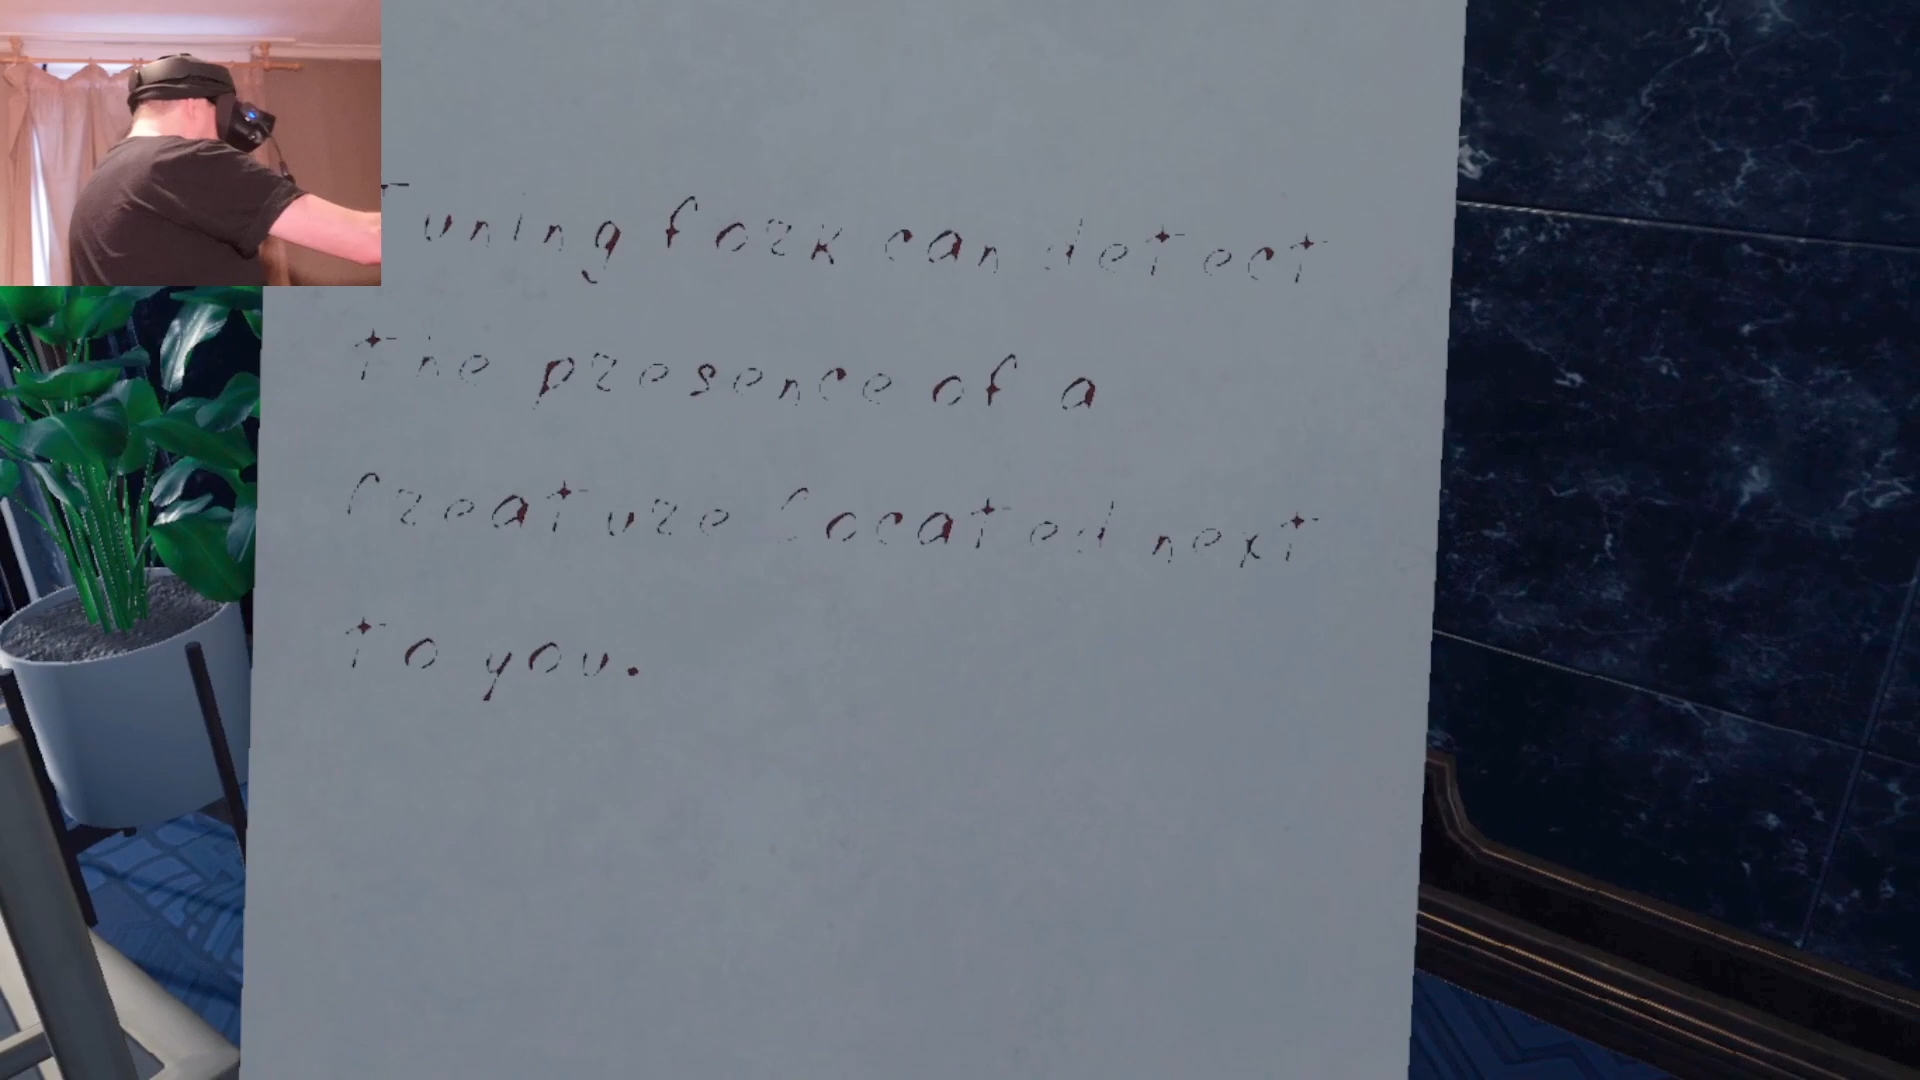 Tuning fork can detect
the presence of a
Creature located next
to you.